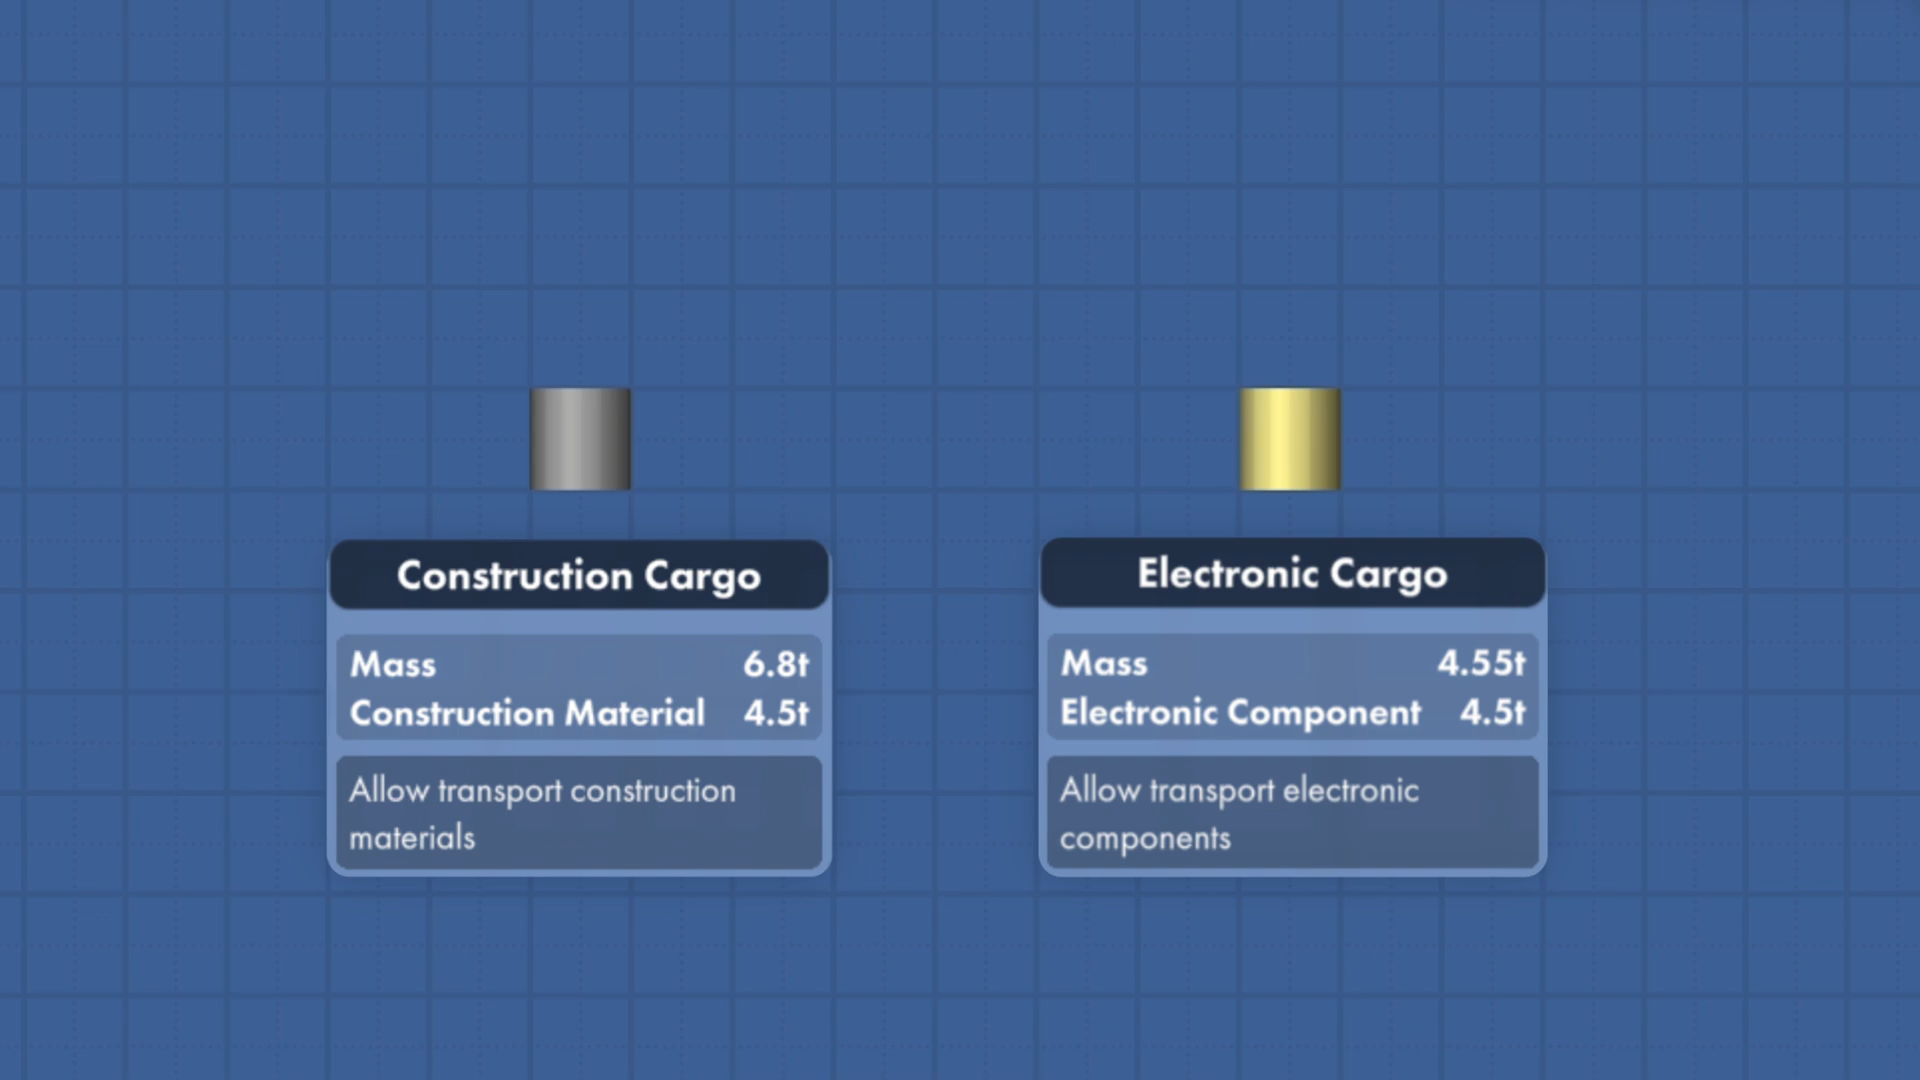 Construction Cargo
Mass 6.8t
Construction Material 4.5t
Allow transport construction
materials
Electronic Cargo
Mass 4.55t
Electronic Component 4.5t
Allow transport electronic
components